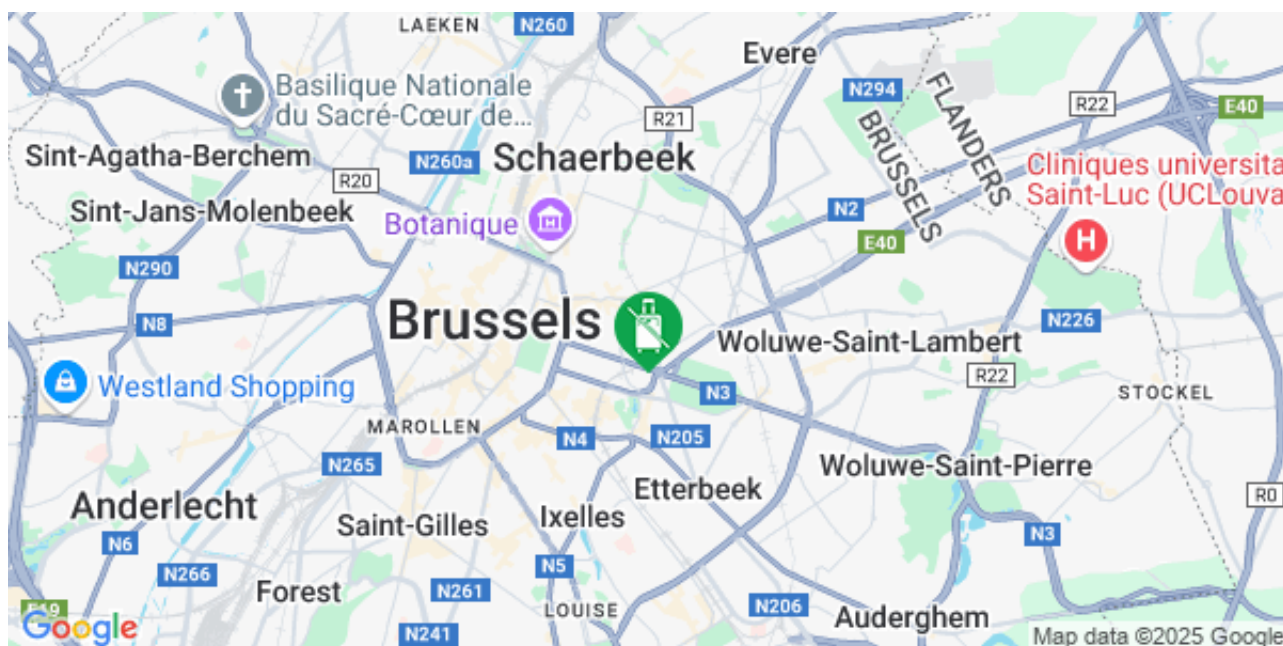 LAEKEN
N260
Evere
Basilique Nationale
du Sacré-Cœur de...
N294
FLANDERS
R22
E40
R21
BRUSSELS
Sint-Agatha-Berchem
N260a
Schaerbeek
Cliniques universita
Saint-Luc (UCLouva
R20
Sint-Jans-Molenbeek
Botanique
N2
E40
H
N290
Brussels
N8
N226
Woluwe-Saint-Lambert
Westland Shopping
R22
N3
STOCKEL
MAROLLEN
N4
N205
N265
Woluwe-Saint-Pierre
Etterbeek
R0
Anderlecht
Saint-Gilles
Ixelles
N3
N6
N266
N5
Forest
N261
LOUISE
N206
Auderghem
E19
Google
N241
Map data ©2025 Google